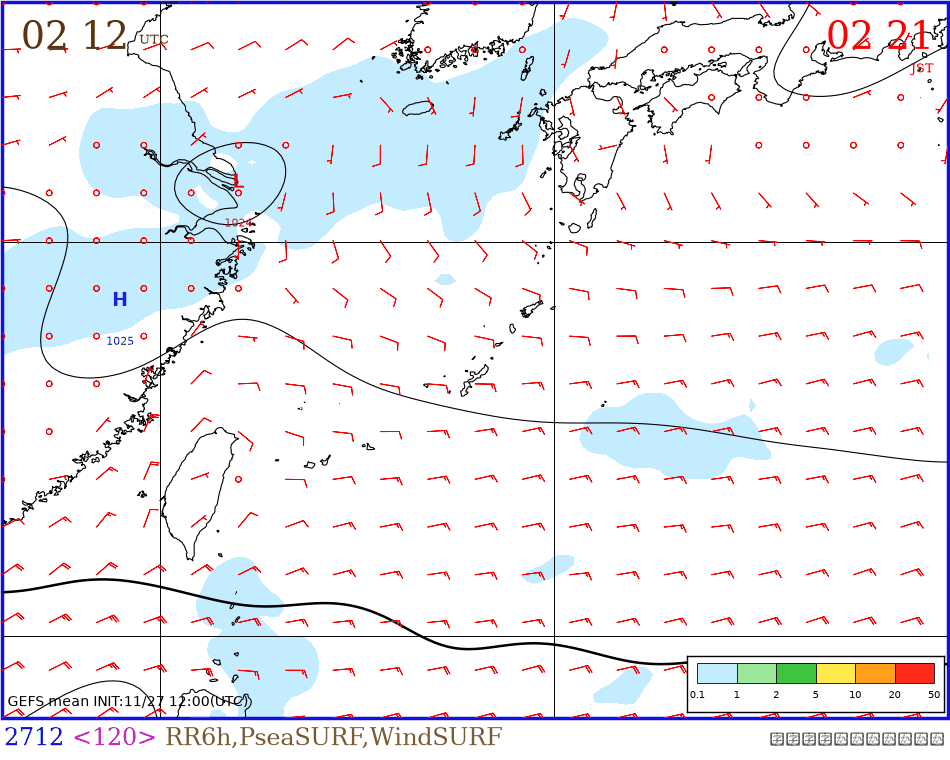 02 12 UTC
02 21
JST
L
1024
H
1025
0.1 1 2 5 10 20 50
GEFS mean INIT:11/27 12:00(UTC)
2712 <120> RR6h,PseaSURF,WindSURF